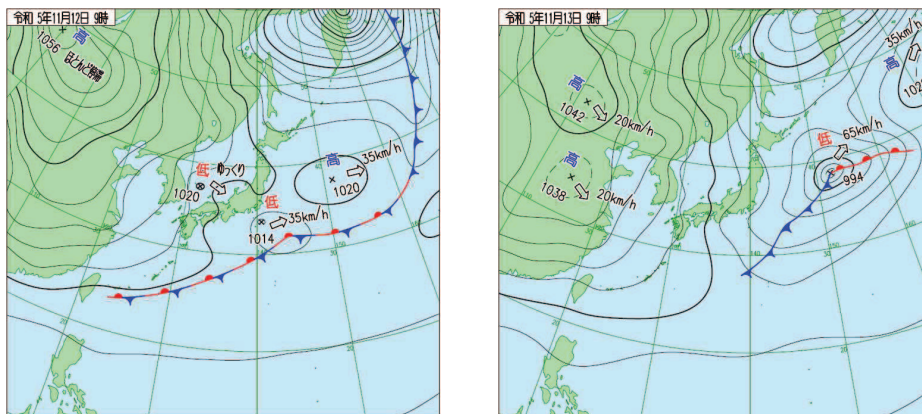 令和 5年11月12日 9時
高
1056 ほとんど停滞
低 ゆっくり
1020
高 35km/h
1020
低
35km/h
1014
令和 5年11月13日 9時
35km/h
高
高
1042 20km/h
低 65km/h
994
高
1038 20km/h